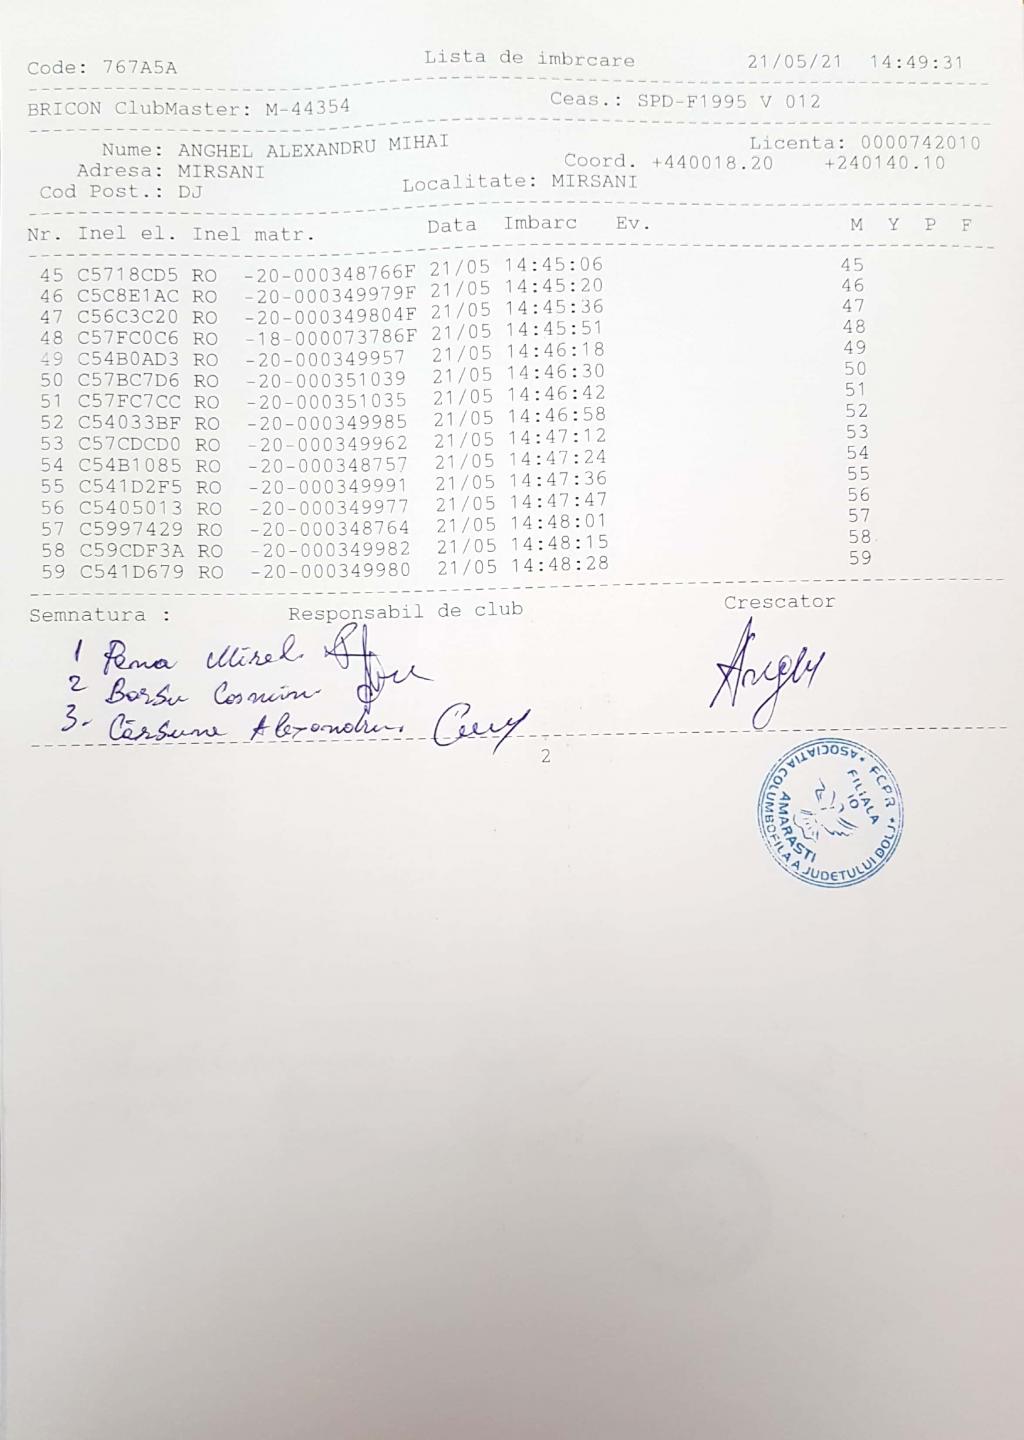 Code: 767A5A Lista de imbrcare 21/05/21 14:49:31
BRICON ClubMaster: M-44354 Ceas.: SPD-F1995 V 012
Nume: ANGHEL ALEXANDRU MIHAI Licenta: 0000742010
Adresa: MIRSANI Coord. +440018.20 +240140.10
Cod Post.: DJ Localitate: MIRSANI
Nr. Inel el. Inel matr. Data Imbarc Ev. M Y P F
45 C5718CD5 RO -20-000348766F 21/05 14:45:06 45
46 C5C8E1AC RO -20-000349979F 21/05 14:45:20 46
47 C56C3C20 RO -20-000349804F 21/05 14:45:36 47
48 C57FC0C6 RO -18-000073786F 21/05 14:45:51 48
49 C54B0AD3 RO -20-000349957 21/05 14:46:18 49
50 C57BC7D6 RO -20-000351039 21/05 14:46:30 50
51 C57FC7CC RO -20-000351035 21/05 14:46:42 51
52 C54033BF RO -20-000349985 21/05 14:46:58 52
53 C57CDCD0 RO -20-000349962 21/05 14:47:12 53
54 C54B1085 RO -20-000348757 21/05 14:47:24 54
55 C541D2F5 RO -20-000349991 21/05 14:47:36 55
56 C5405013 RO -20-000349977 21/05 14:47:47 56
57 C5997429 RO -20-000348764 21/05 14:48:01 57
58 C59CDF3A RO -20-000349982 21/05 14:48:15 58
59 C541D679 RO -20-000349980 21/05 14:48:28 59
Semnatura : Responsabil de club Crescator
1 Pana Mirel
2 Cosmin
3. Alexandru
2
ASOCIATIA COLUMBOFILA A JUDETULUI DOLJ * FCPR *
FILIALA
10
AMARASTI